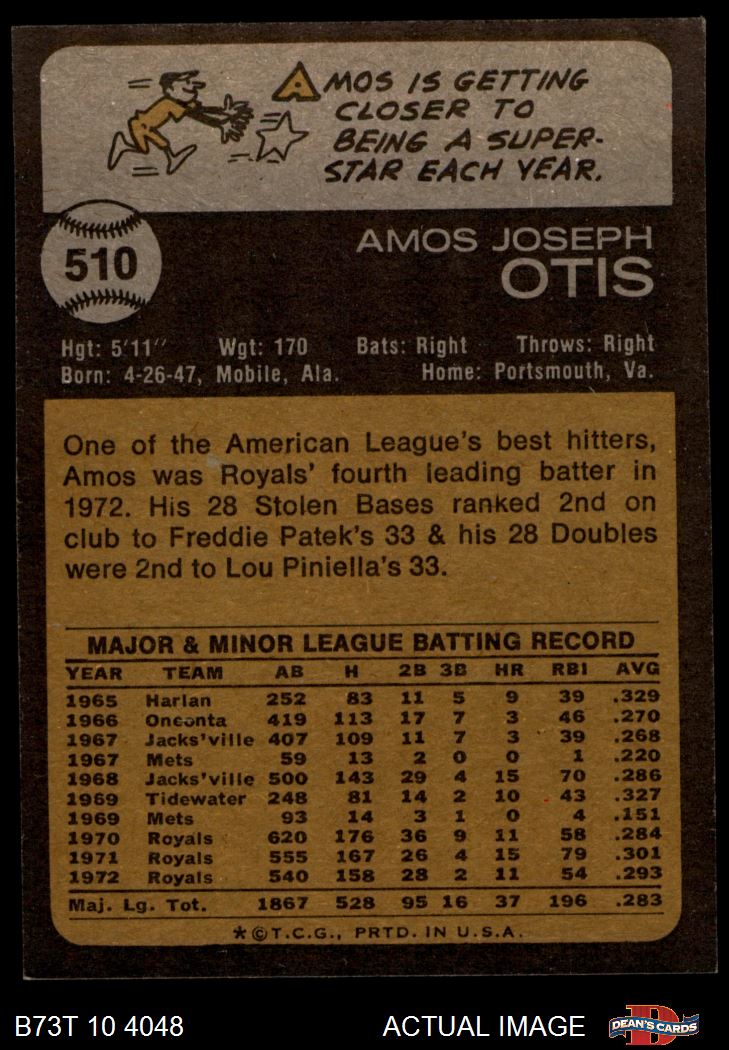 AMOS IS GETTING
CLOSER TO
BEING A SUPER-
STAR EACH YEAR.
510
AMOS JOSEPH
OTIS
Hgt: 5'11" Wgt: 170 Bats: Right Throws: Right
Born: 4-26-47, Mobile, Ala. Home: Portsmouth, Va.
One of the American League's best hitters,
Amos was Royals' fourth leading batter in
1972. His 28 Stolen Bases ranked 2nd on
club to Freddie Patek's 33 & his 28 Doubles
were 2nd to Lou Piniella's 33.
MAJOR & MINOR LEAGUE BATTING RECORD
YEAR TEAM AB H 2B 3B HR RBI AVG
1965 Harlan 252 83 11 5 9 39 .329
1966 Oneonta 419 113 17 7 3 46 .270
1967 Jacks'ville 407 109 11 7 3 39 .268
1967 Mets 59 13 2 0 0 1 .220
1968 Jacks'ville 500 143 29 4 15 70 .286
1969 Tidewater 248 81 14 2 10 43 .327
1969 Mets 93 14 3 1 0 4 .151
1970 Royals 620 176 36 9 11 58 .284
1971 Royals 555 167 26 4 15 79 .301
1972 Royals 540 158 28 2 11 54 .293
Maj. Lg. Tot. 1867 528 95 16 37 196 .283
*©T.C.G., PRTD. IN U.S.A.
B73T 10 4048 ACTUAL IMAGE D DEAN'S CARDS